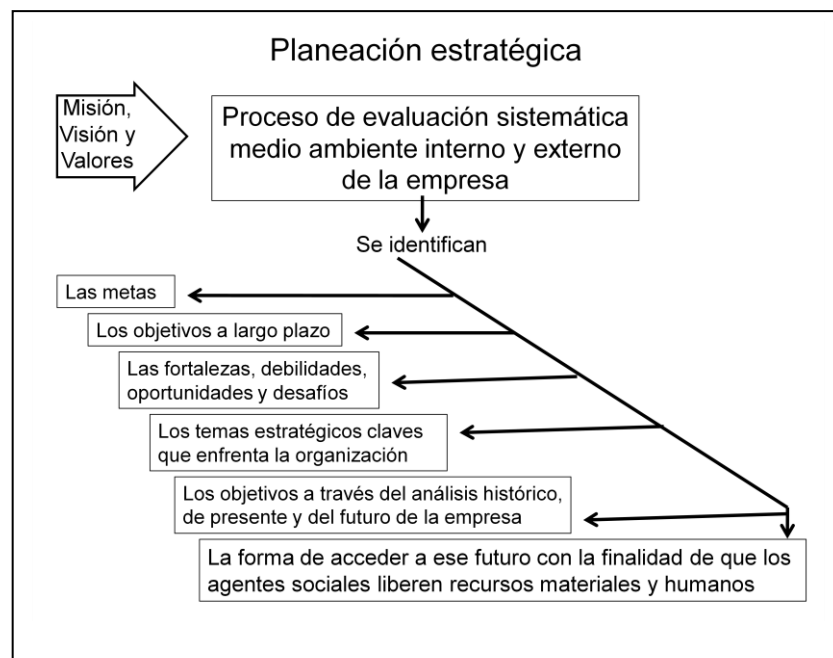 Planeación estratégica
Misión,
Visión y
Valores
Proceso de evaluación sistemática
medio ambiente interno y externo
de la empresa
Se identifican
Las metas
Los objetivos a largo plazo
Las fortalezas, debilidades,
oportunidades y desafíos
Los temas estratégicos claves
que enfrenta la organización
Los objetivos a través del análisis histórico,
de presente y del futuro de la empresa
La forma de acceder a ese futuro con la finalidad de que los
agentes sociales liberen recursos materiales y humanos